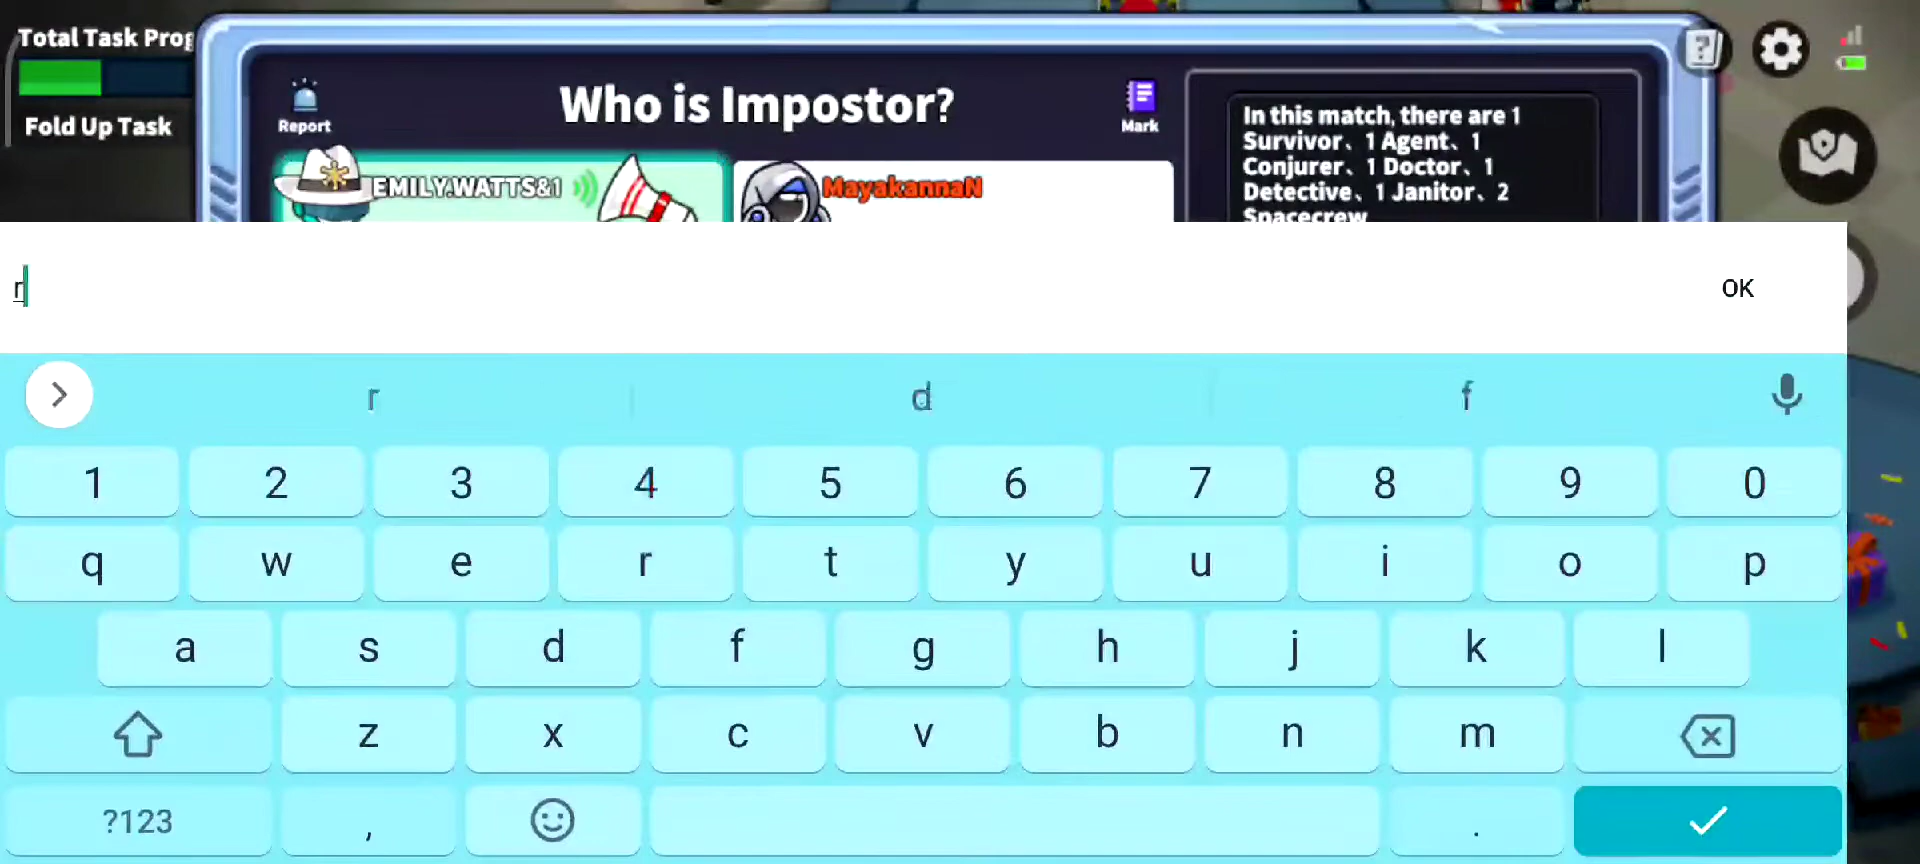 Total Task Prog
Fold Up Task
Report
Who is Impostor?
Mark
EMILY.WATTS&1
MayakannaN
In this match, there are 1
Survivor、1 Agent、1
Conjurer、1 Doctor、1
Detective、1 Janitor、2
Spacecrew
r
OK
r d f
1 2 3 4 5 6 7 8 9 0
q w e r t y u i o p
a s d f g h j k l
z x c v b n m
?123 , .